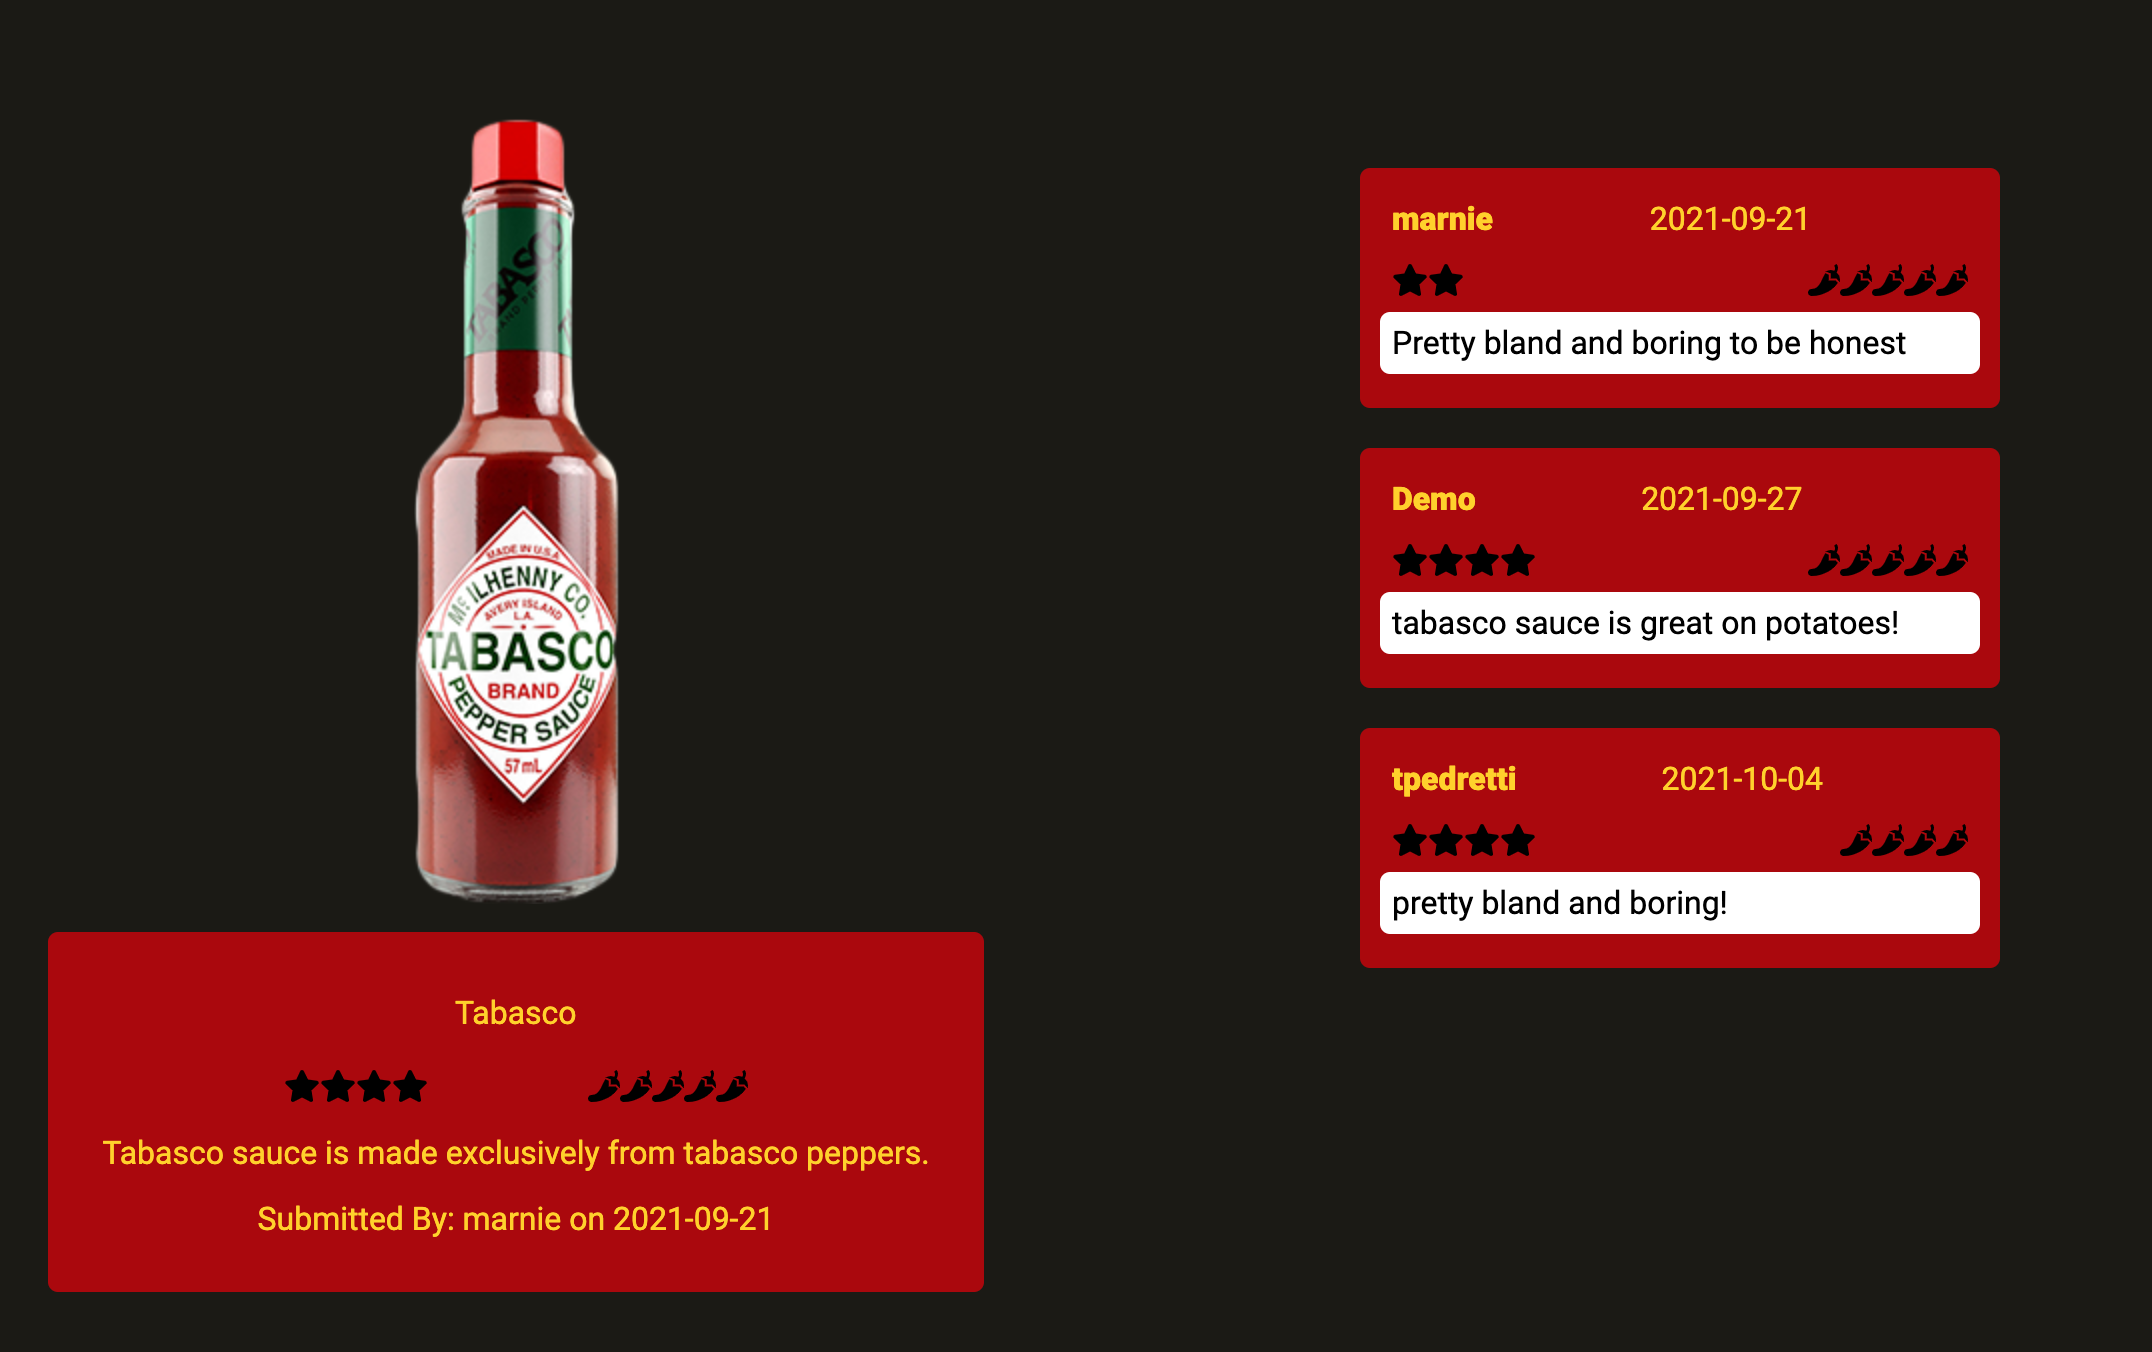 TABASCO
MADE IN U.S.A.
McILHENNY CO.
AVERY ISLAND
L.A.
TABASCO
BRAND
PEPPER SAUCE
57 mL
Tabasco
Tabasco sauce is made exclusively from tabasco peppers.
Submitted By: marnie on 2021-09-21
marnie 2021-09-21
Pretty bland and boring to be honest
Demo 2021-09-27
tabasco sauce is great on potatoes!
tpedretti 2021-10-04
pretty bland and boring!